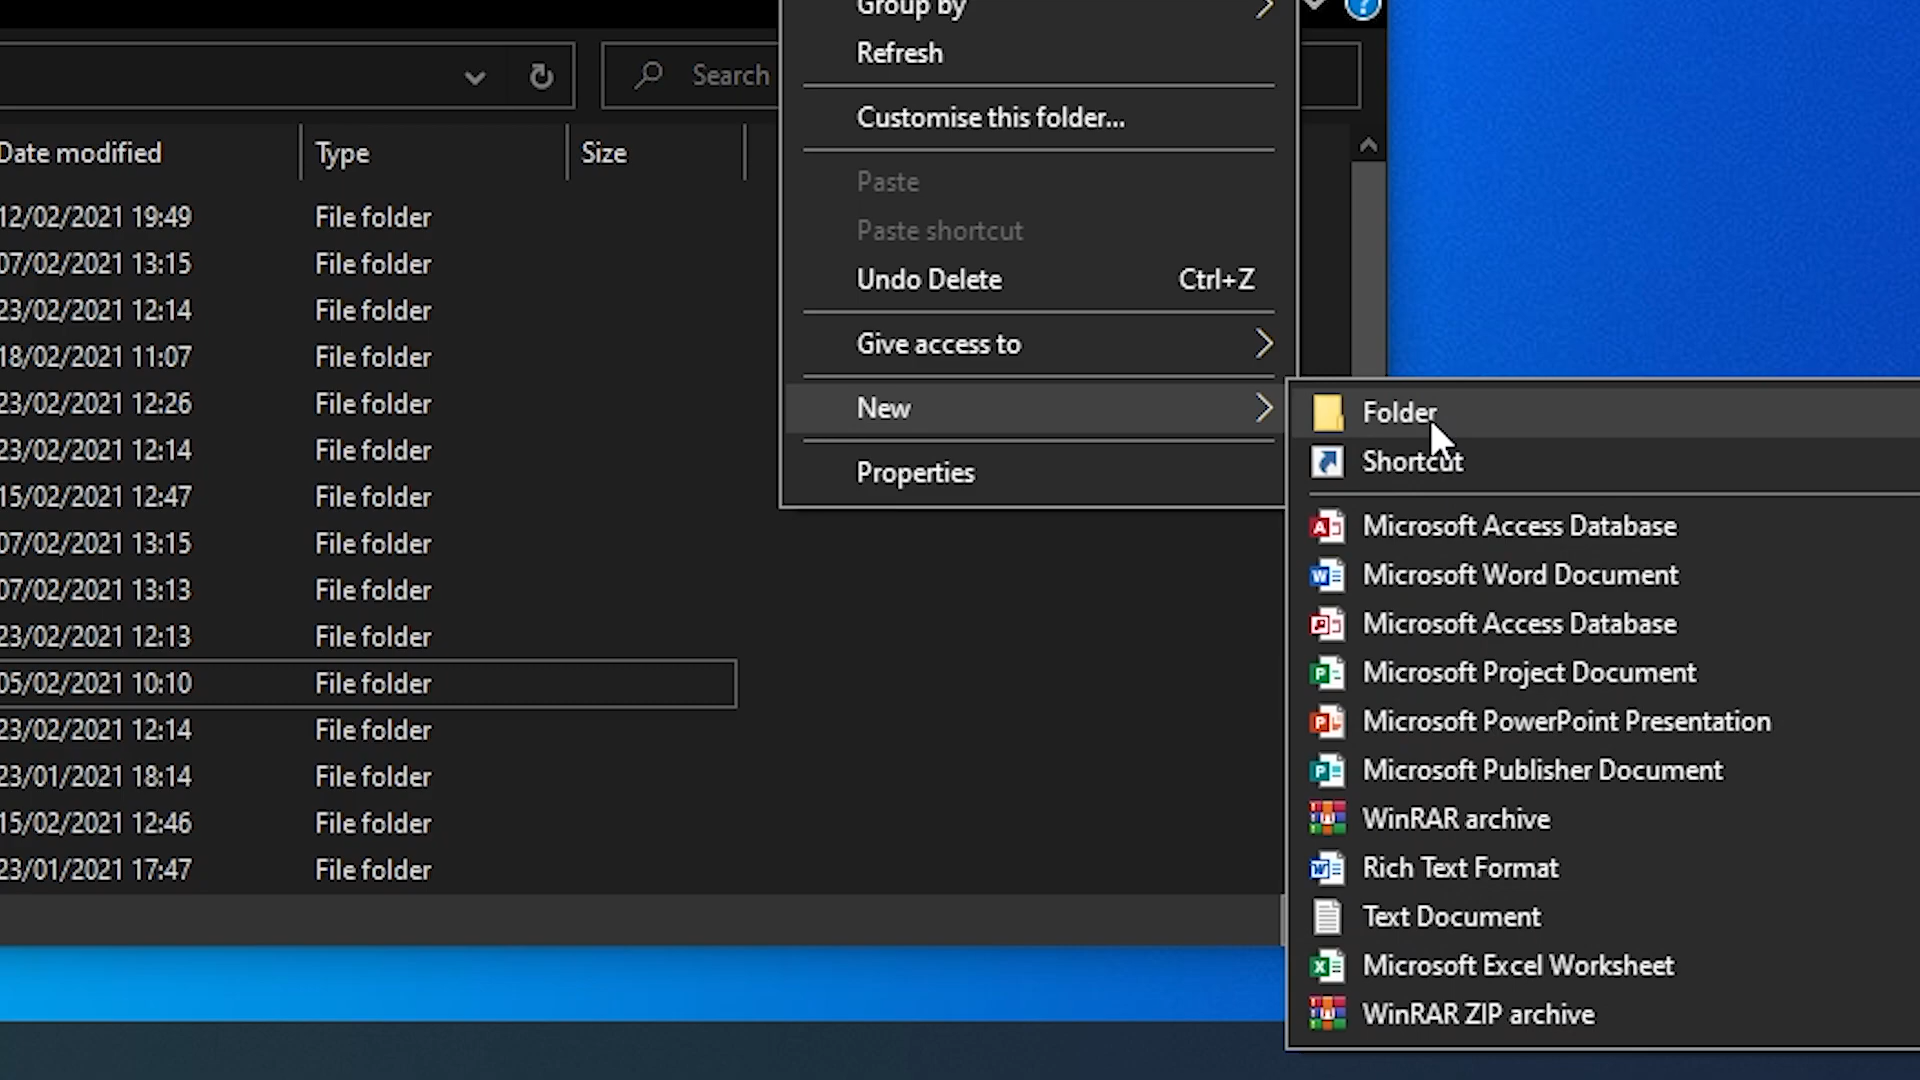 Group by
Refresh
Customise this folder...
Paste
Paste shortcut
Undo Delete Ctrl+Z
Give access to
New
Properties
Search
Date modified Type Size
12/02/2021 19:49 File folder
07/02/2021 13:15 File folder
23/02/2021 12:14 File folder
18/02/2021 11:07 File folder
23/02/2021 12:26 File folder
23/02/2021 12:14 File folder
15/02/2021 12:47 File folder
07/02/2021 13:15 File folder
07/02/2021 13:13 File folder
23/02/2021 12:13 File folder
05/02/2021 10:10 File folder
23/02/2021 12:14 File folder
23/01/2021 18:14 File folder
15/02/2021 12:46 File folder
23/01/2021 17:47 File folder
Folder
Shortcut
Microsoft Access Database
Microsoft Word Document
Microsoft Access Database
Microsoft Project Document
Microsoft PowerPoint Presentation
Microsoft Publisher Document
WinRAR archive
Rich Text Format
Text Document
Microsoft Excel Worksheet
WinRAR ZIP archive